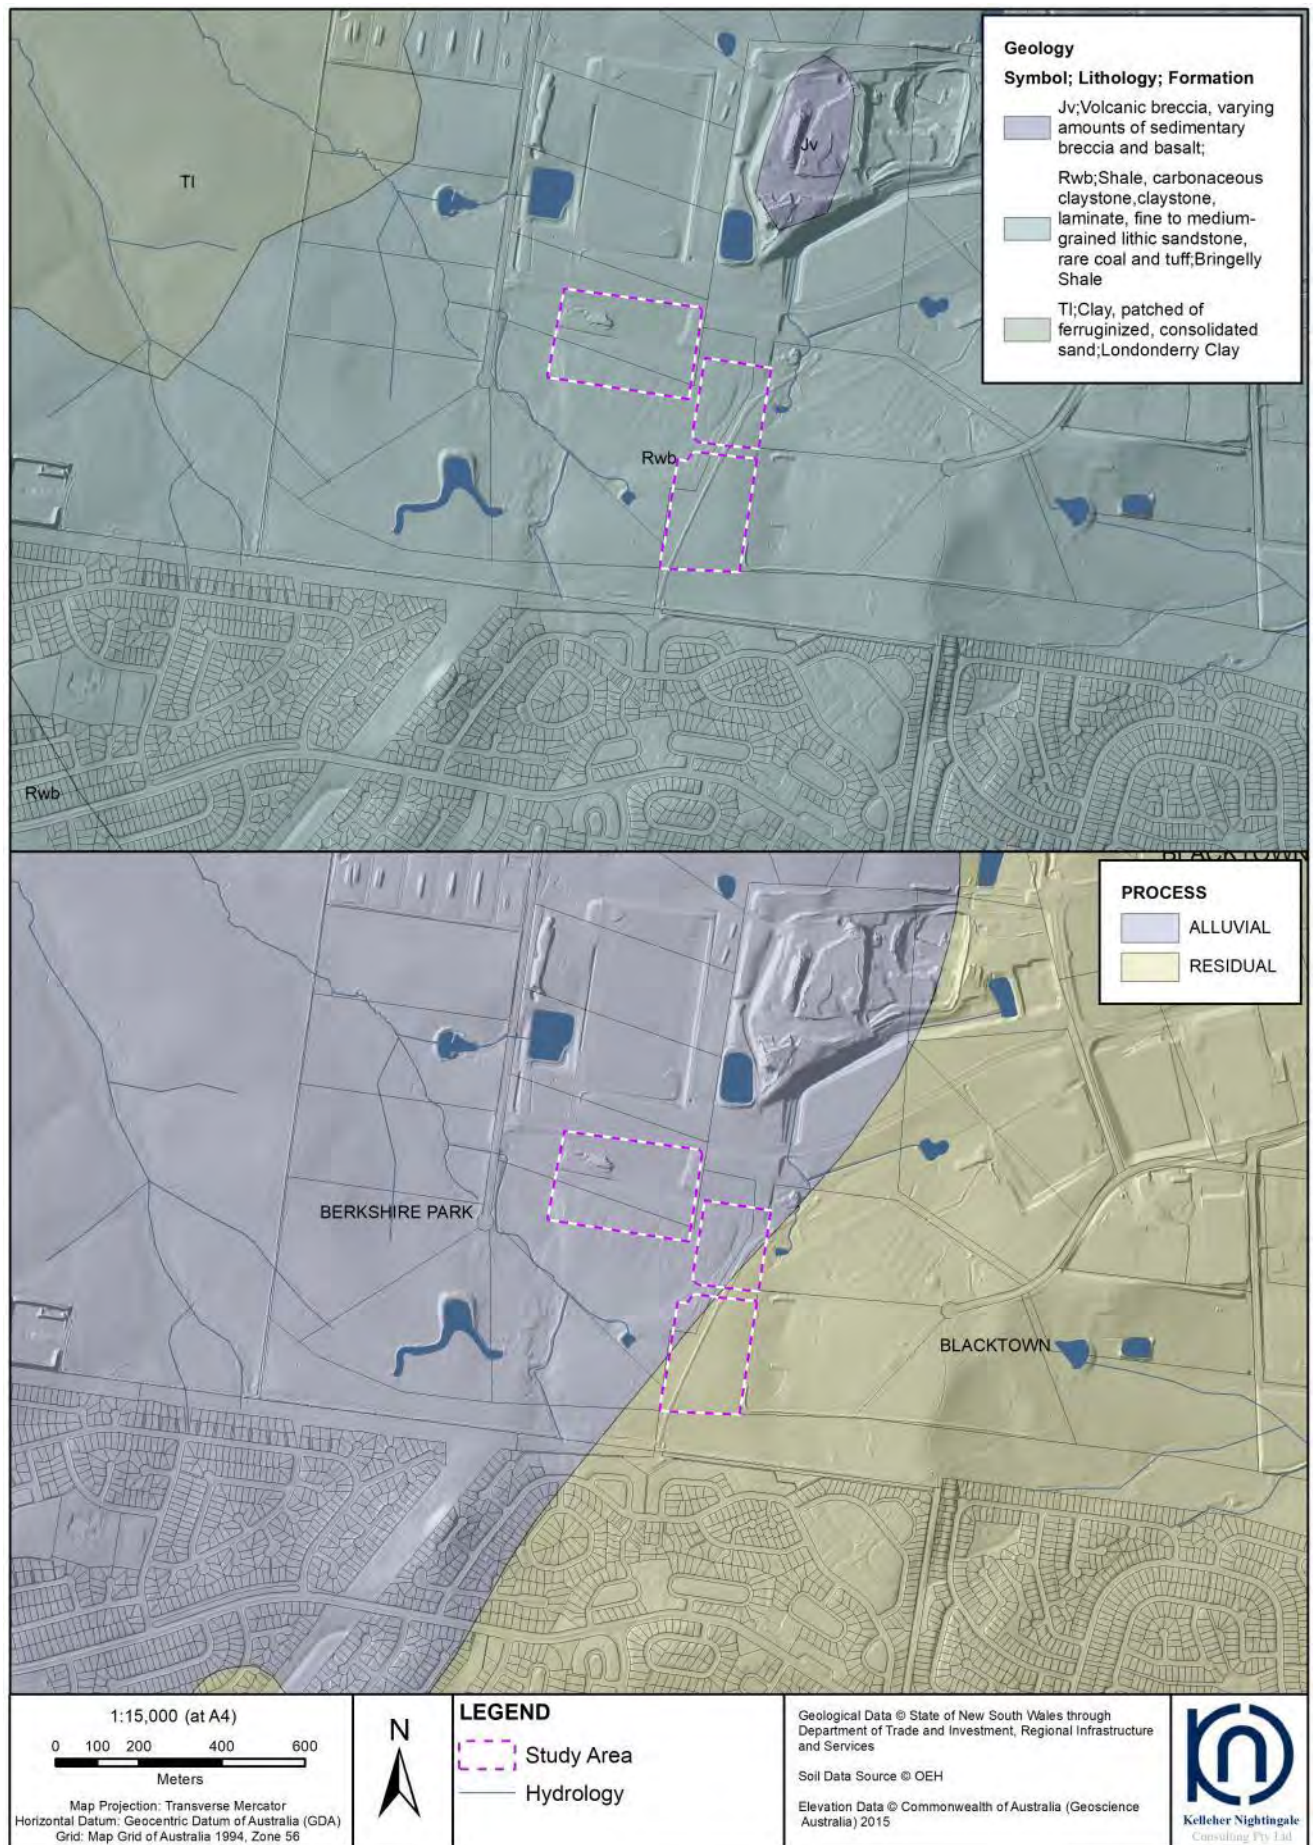 Geology
Symbol; Lithology; Formation
Jv;Volcanic breccia, varying
amounts of sedimentary
breccia and basalt;
Rwb;Shale, carbonaceous
claystone,claystone,
laminate, fine to medium-
grained lithic sandstone,
rare coal and tuff;Bringelly
Shale
Tl;Clay, patched of
ferruginized, consolidated
sand;Londonderry Clay
Jv
Tl
Rwb
Rwb
BLACKTOWN
PROCESS
ALLUVIAL
RESIDUAL
BERKSHIRE PARK
BLACKTOWN
1:15,000 (at A4)
0 100 200 400 600
Meters
Map Projection: Transverse Mercator
Horizontal Datum: Geocentric Datum of Australia (GDA)
Grid: Map Grid of Australia 1994, Zone 56
N
LEGEND
Study Area
Hydrology
Geological Data © State of New South Wales through
Department of Trade and Investment, Regional Infrastructure
and Services
Soil Data Source © OEH
Elevation Data © Commonwealth of Australia (Geoscience
Australia) 2015
Kelleher Nightingale
Consulting Pty Ltd